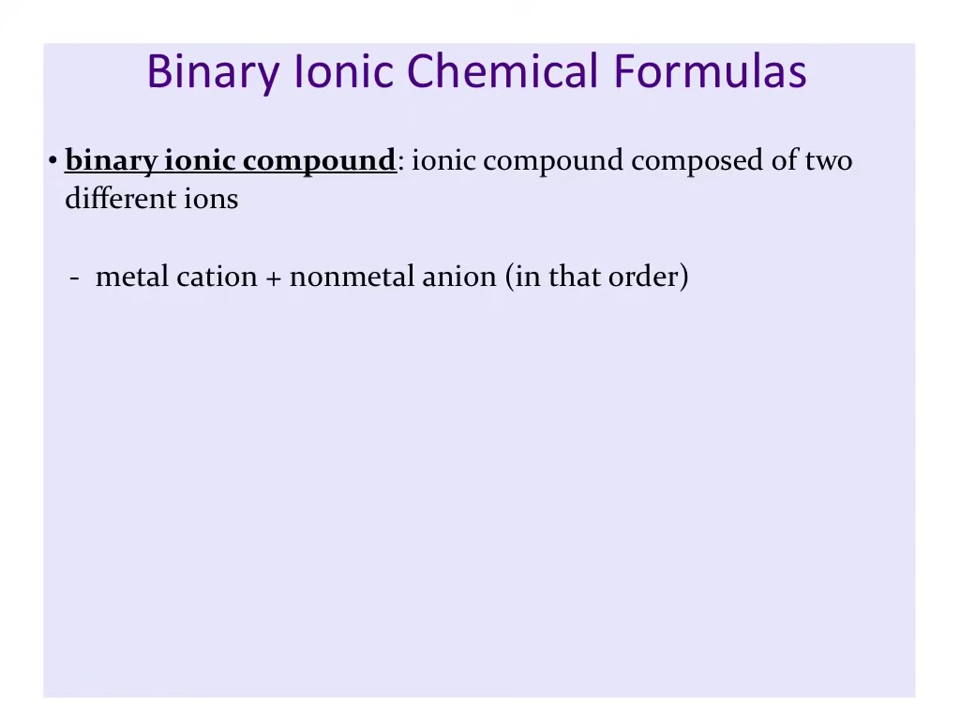 Binary Ionic Chemical Formulas
• binary ionic compound: ionic compound composed of two
different ions
- metal cation + nonmetal anion (in that order)